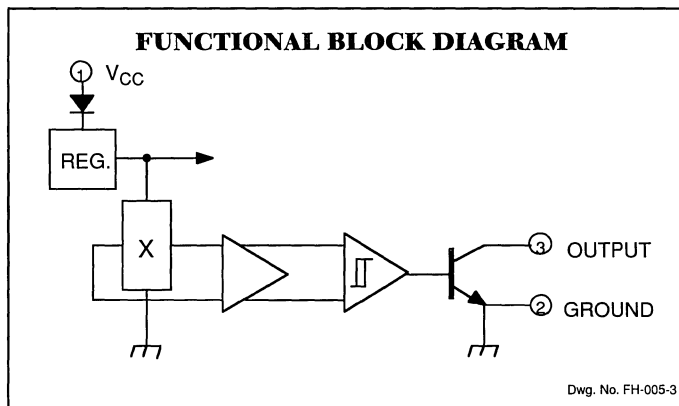 FUNCTIONAL BLOCK DIAGRAM
1 VCC
REG.
X
3 OUTPUT
2 GROUND
Dwg. No. FH-005-3